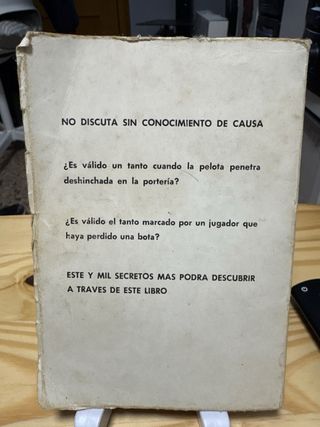 NO DISCUTA SIN CONOCIMIENTO DE CAUSA
¿Es válido un tanto cuando la pelota penetra
deshinchada en la portería?
¿Es válido el tanto marcado por un jugador que
haya perdido una bota?
ESTE Y MIL SECRETOS MAS PODRA DESCUBRIR
A TRAVES DE ESTE LIBRO